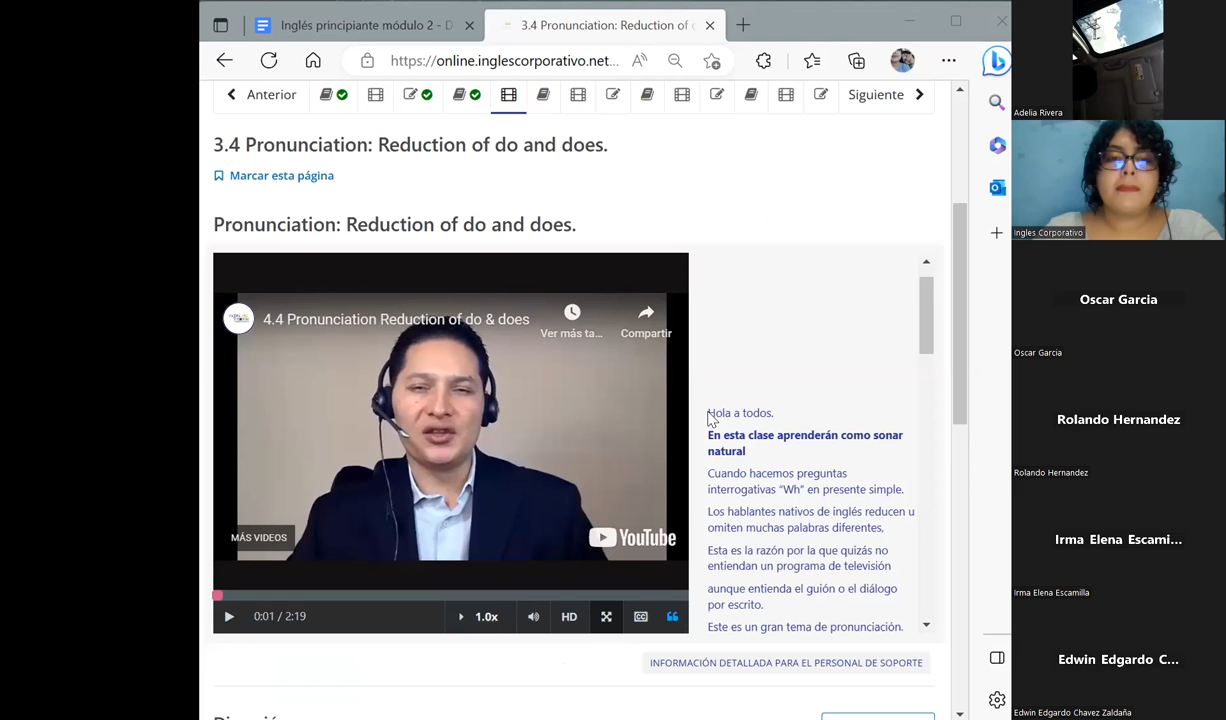 Inglés principiante módulo 2 - D
3.4 Pronunciation: Reduction of d
https://online.inglescorporativo.net...
Anterior
Siguiente
3.4 Pronunciation: Reduction of do and does.
Marcar esta página
Pronunciation: Reduction of do and does.
4.4 Pronunciation Reduction of do & does
Ver más ta...
Compartir
MÁS VIDEOS
YouTube
0:01 / 2:19
1.0x
HD
Hola a todos.
En esta clase aprenderán como sonar
natural
Cuando hacemos preguntas
interrogativas "Wh" en presente simple.
Los hablantes nativos de inglés reducen u
omiten muchas palabras diferentes,
Esta es la razón por la que quizás no
entiendan un programa de televisión
aunque entienda el guión o el diálogo
por escrito.
Este es un gran tema de pronunciación.
INFORMACIÓN DETALLADA PARA EL PERSONAL DE SOPORTE
Adelia Rivera
Ingles Corporativo
Oscar Garcia
Oscar Garcia
Rolando Hernandez
Rolando Hernandez
Irma Elena Escami...
Irma Elena Escamilla
Edwin Edgardo C...
Edwin Edgardo Chavez Zaldaña